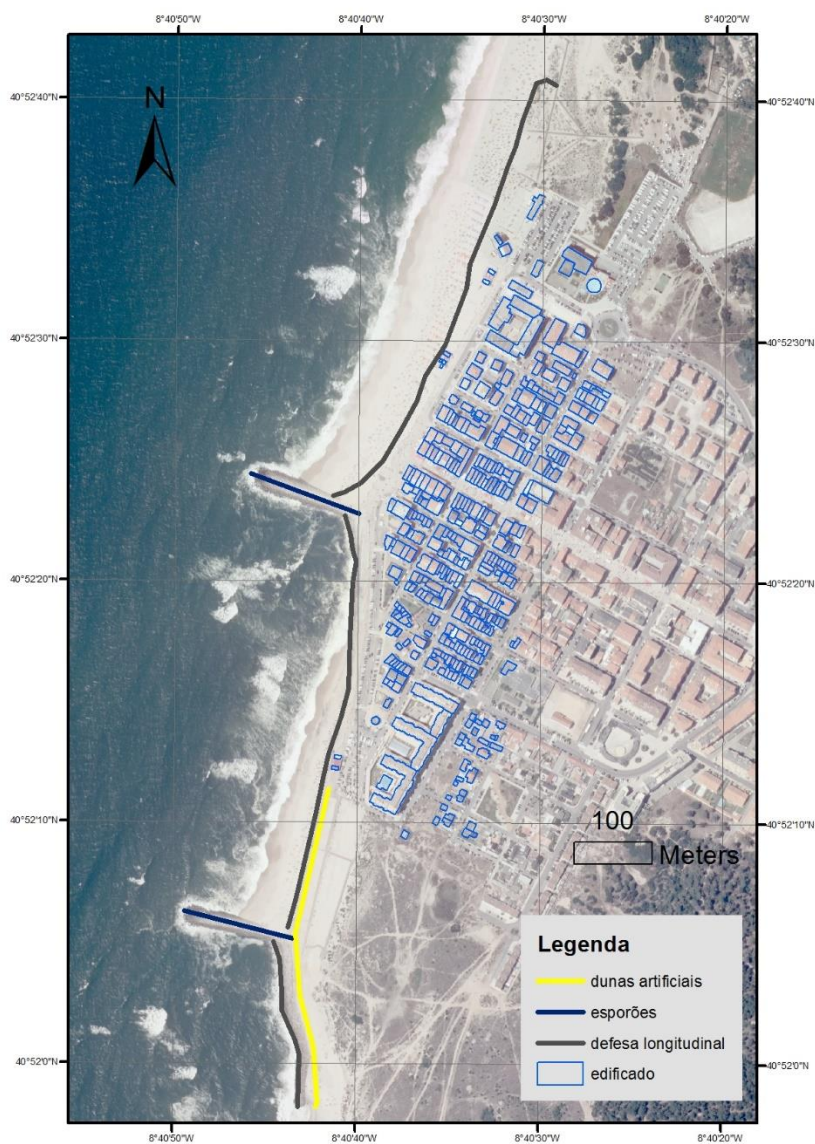 8°40'50"W 8°40'40"W 8°40'30"W 8°40'20"W
40°52'40"N 40°52'40"N
N
40°52'30"N 40°52'30"N
40°52'20"N 40°52'20"N
40°52'10"N 40°52'10"N
100
Meters
Legenda
dunas artificiais
esporões
defesa longitudinal
edificado
40°52'0"N 40°52'0"N
8°40'50"W 8°40'40"W 8°40'30"W 8°40'20"W